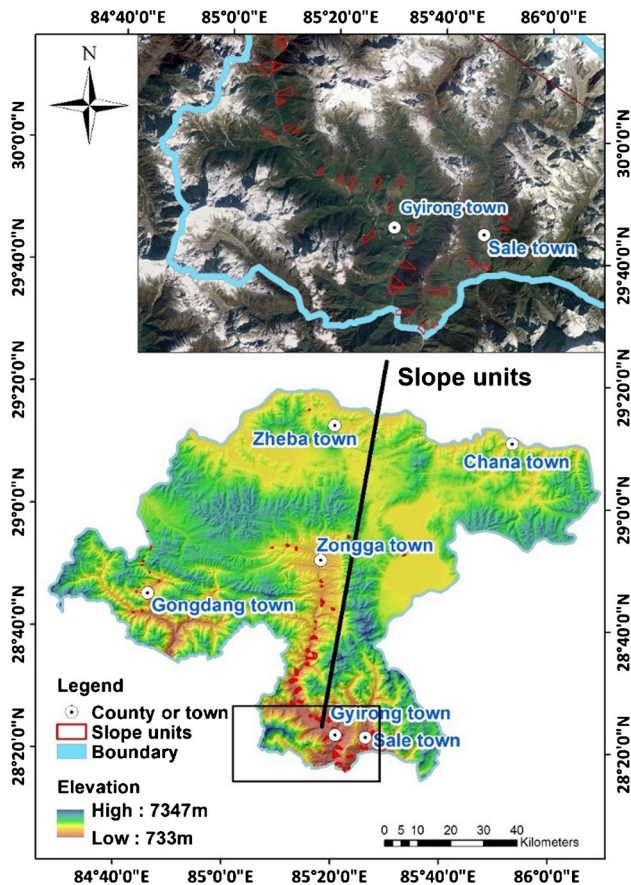 84°40'0"E 85°0'0"E 85°20'0"E 85°40'0"E 86°0'0"E
N
30°0'0"N
30°0'0"N
Gyirong town
Sale town
29°40'0"N
29°40'0"N
29°20'0"N
29°20'0"N
Slope units
Zheba town
Chana town
29°0'0"N
29°0'0"N
Zongga town
Gongdang town
28°40'0"N
28°40'0"N
Legend
County or town
Slope units
Boundary
Gyirong town
Sale town
28°20'0"N
28°20'0"N
Elevation
High : 7347m
Low : 733m
0 5 10 20 30 40
Kilometers
84°40'0"E 85°0'0"E 85°20'0"E 85°40'0"E 86°0'0"E